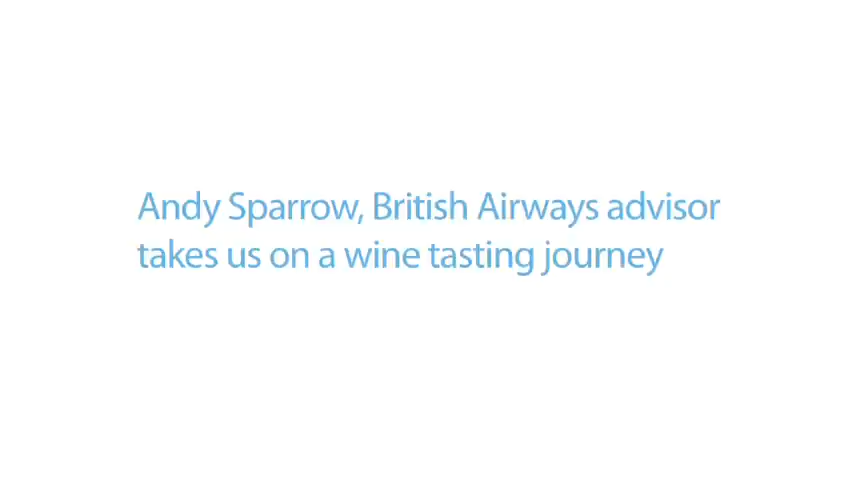 Andy Sparrow, British Airways advisor
takes us on a wine tasting journey